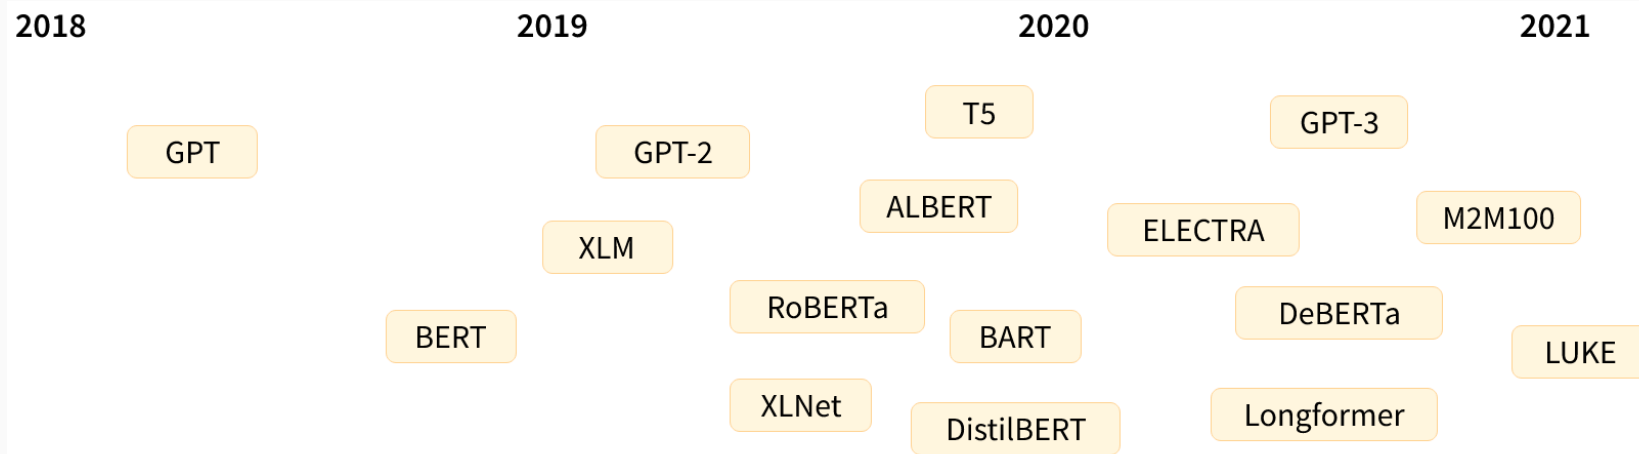 2018 2019 2020 2021
T5
GPT-3
GPT
GPT-2
ALBERT
M2M100
ELECTRA
XLM
RoBERTa
DeBERTa
BERT
BART
LUKE
XLNet
Longformer
DistilBERT